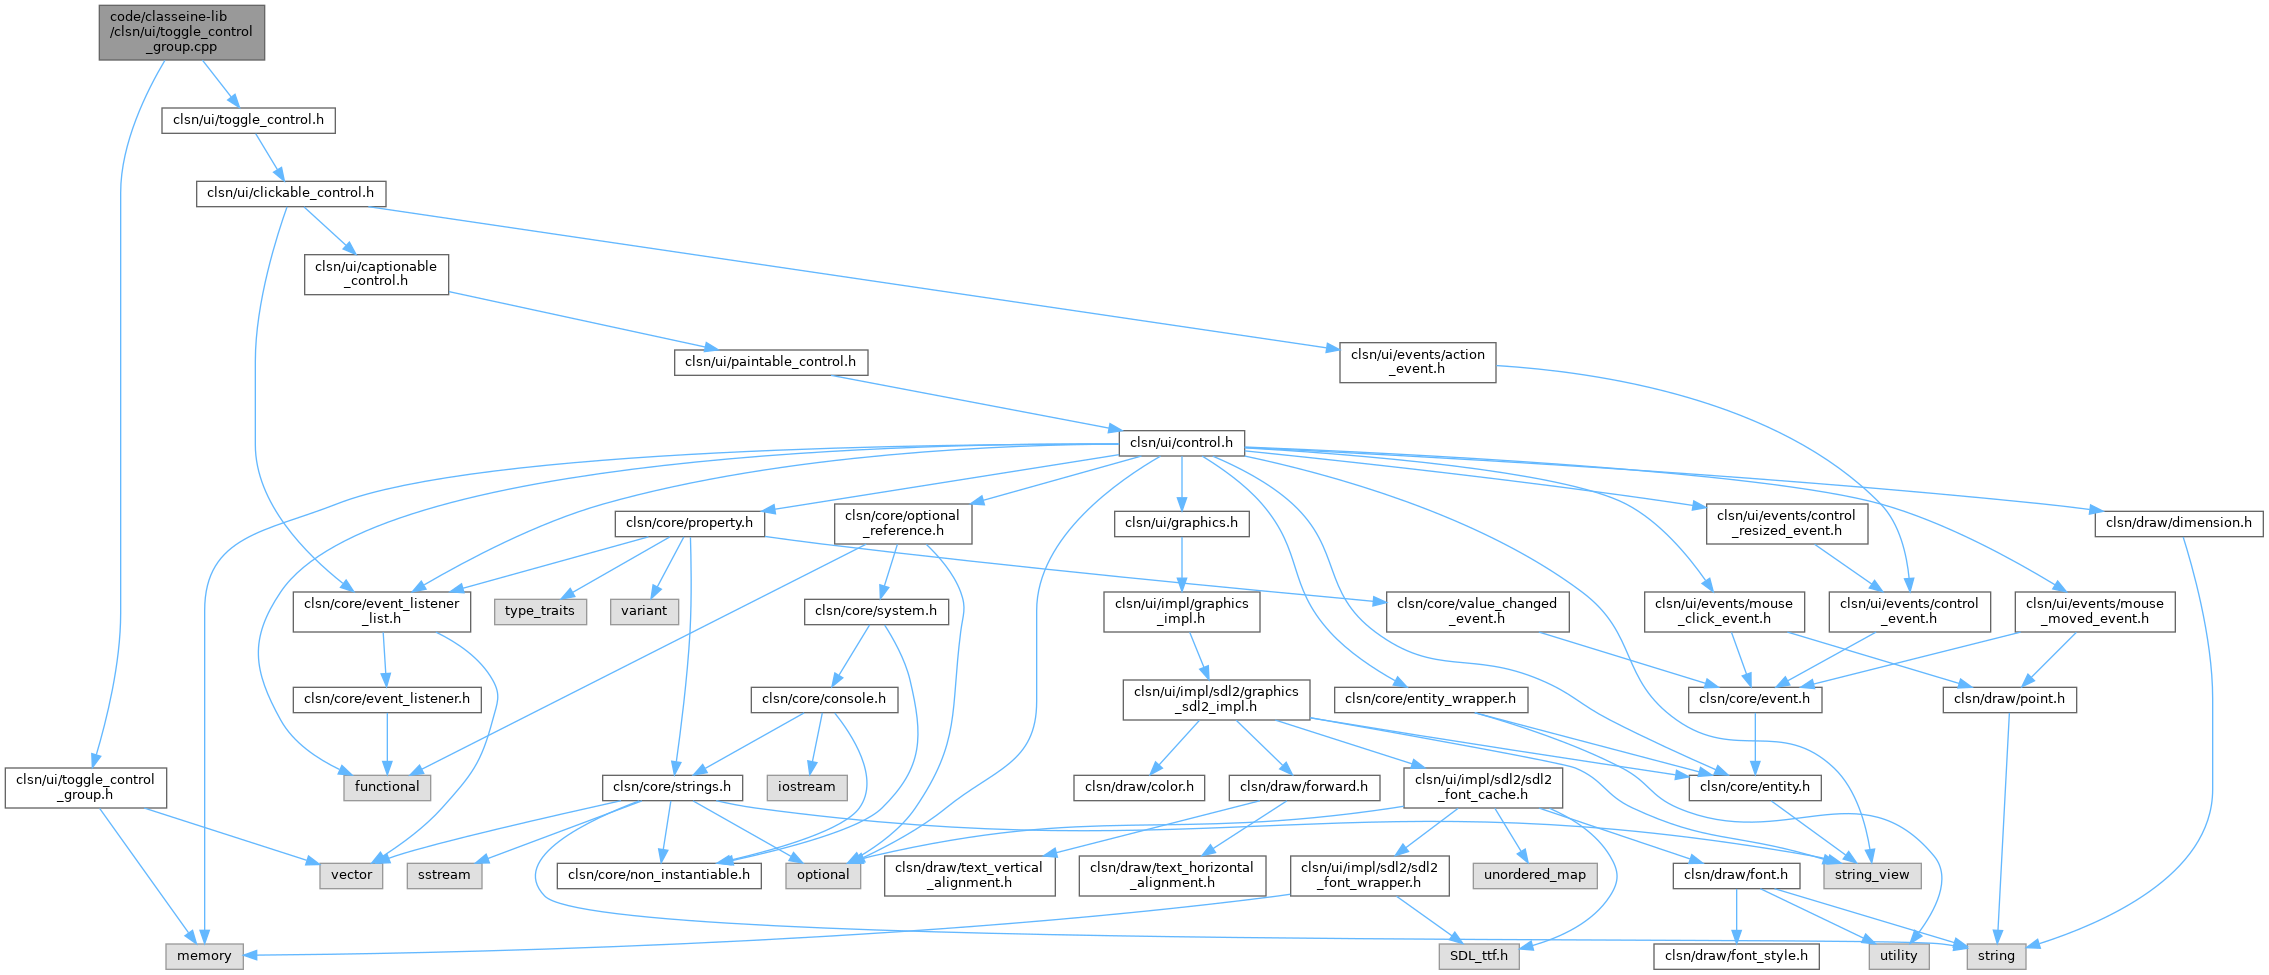 code/classeine-lib
/clsn/ui/toggle_control
_group.cpp
clsn/ui/toggle_control.h
clsn/ui/clickable_control.h
clsn/ui/captionable
_control.h
clsn/ui/events/action
_event.h
clsn/ui/paintable_control.h
clsn/ui/control.h
clsn/core/property.h
clsn/core/optional
_reference.h
clsn/ui/graphics.h
clsn/ui/events/control
_resized_event.h
clsn/draw/dimension.h
clsn/core/event_listener
_list.h
type_traits
variant
clsn/core/system.h
clsn/ui/impl/graphics
_impl.h
clsn/core/value_changed
_event.h
clsn/ui/events/mouse
_click_event.h
clsn/ui/events/control
_event.h
clsn/ui/events/mouse
_moved_event.h
clsn/core/event_listener.h
clsn/core/console.h
clsn/ui/impl/sdl2/graphics
_sdl2_impl.h
clsn/core/entity_wrapper.h
clsn/core/event.h
clsn/draw/point.h
clsn/ui/toggle_control
_group.h
functional
clsn/core/strings.h
iostream
clsn/draw/color.h
clsn/draw/forward.h
clsn/ui/impl/sdl2/sdl2
_font_cache.h
clsn/core/entity.h
vector
sstream
clsn/core/non_instantiable.h
optional
clsn/draw/text_vertical
_alignment.h
clsn/draw/text_horizontal
_alignment.h
clsn/ui/impl/sdl2/sdl2
_font_wrapper.h
unordered_map
clsn/draw/font.h
string_view
memory
SDL_ttf.h
clsn/draw/font_style.h
utility
string